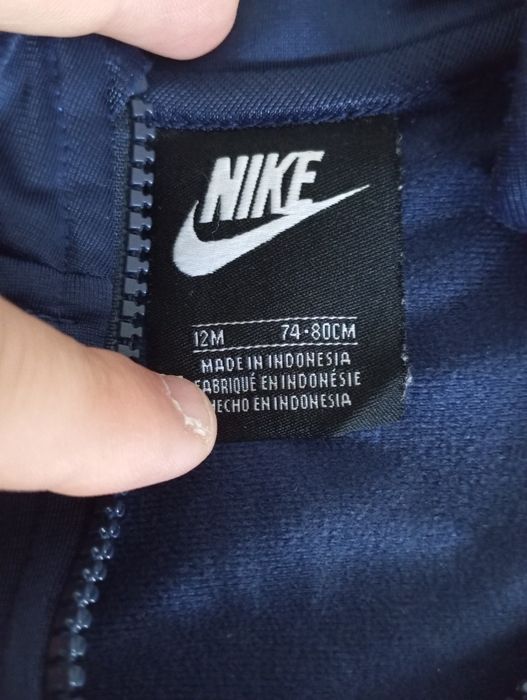 NIKE
12M 74-80CM
MADE IN INDONESIA
FABRIQUÉ EN INDONÉSIE
HECHO EN INDONESIA